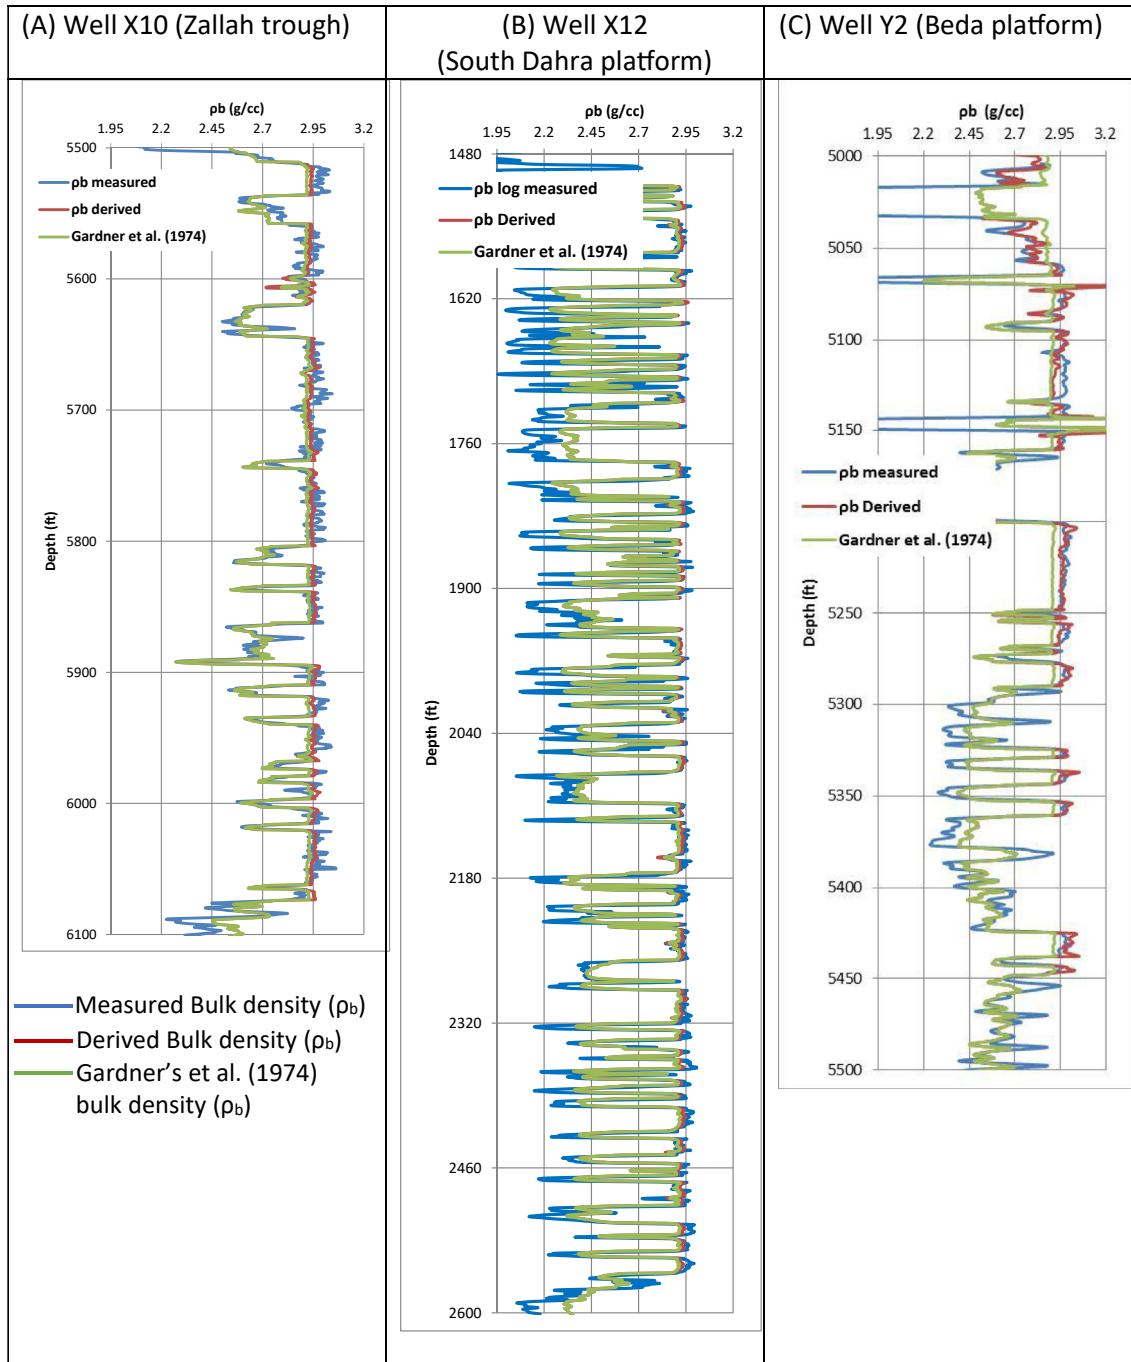 (A) Well X10 (Zallah trough)
ρb (g/cc)
1.95 2.2 2.45 2.7 2.95 3.2
5500
5600
5700
5800
5900
6000
6100
Depth (ft)
ρb measured
ρb derived
Gardner et al. (1974)
Measured Bulk density (ρb)
Derived Bulk density (ρb)
Gardner's et al. (1974)
bulk density (ρb)
(B) Well X12
(South Dahra platform)
ρb (g/cc)
1.95 2.2 2.45 2.7 2.95 3.2
1480
1620
1760
1900
2040
2180
2320
2460
2600
Depth (ft)
ρb log measured
ρb Derived
Gardner et al. (1974)
(C) Well Y2 (Beda platform)
ρb (g/cc)
1.95 2.2 2.45 2.7 2.95 3.2
5000
5050
5100
5150
5250
5300
5350
5400
5450
5500
Depth (ft)
ρb measured
ρb Derived
Gardner et al. (1974)